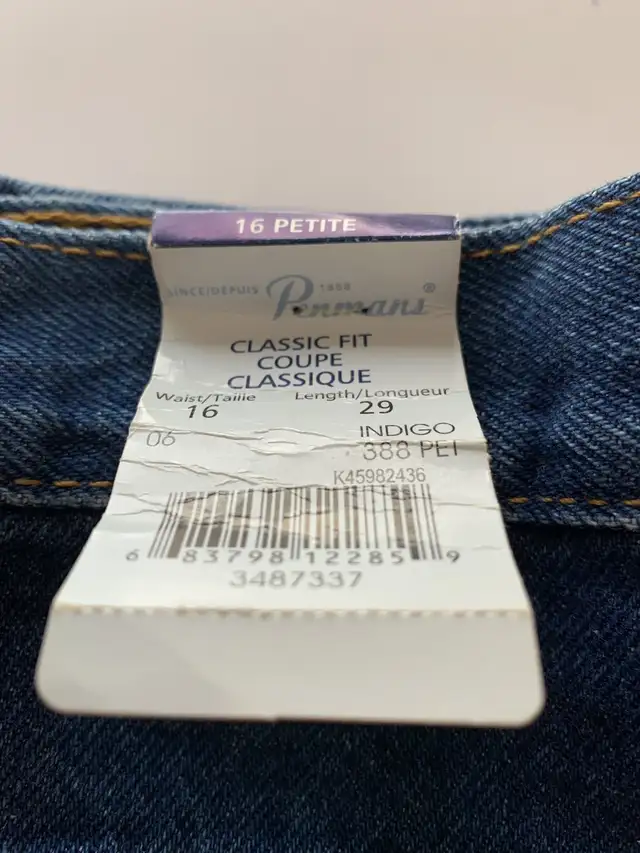 16 PETITE
SINCE/DEPUIS 1868
Penmans®
CLASSIC FIT
COUPE
CLASSIQUE
Waist/Taille Length/Longueur
16 29
06 INDIGO
388 PET
K45982436
6 83798 12285 9
3487337